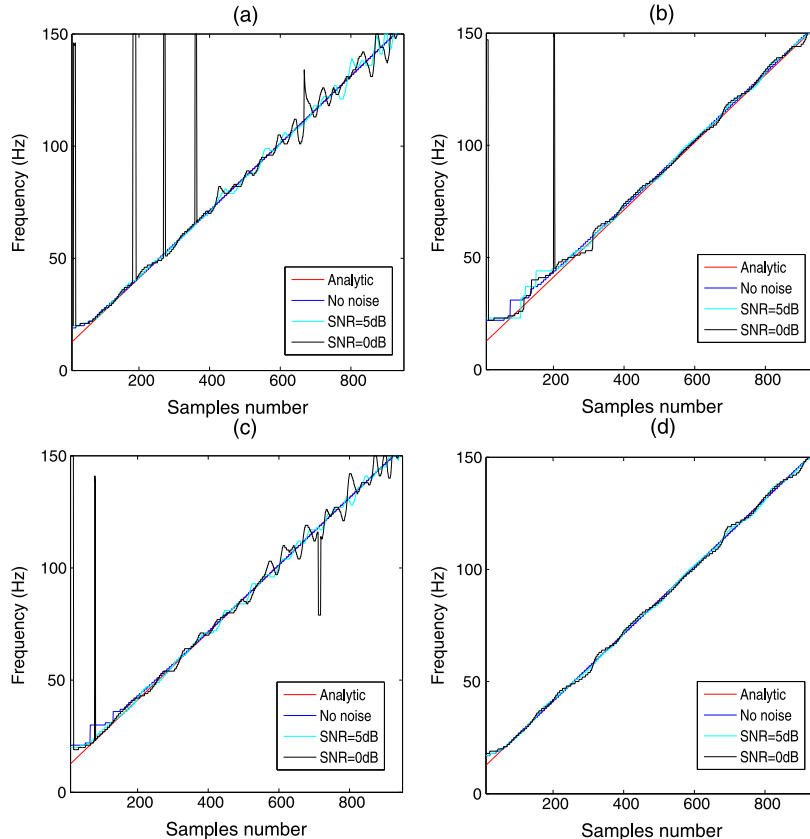 (a)
150
100
50
0
Frequency (Hz)
200 400 600 800
Samples number
Analytic
No noise
SNR=5dB
SNR=0dB
(b)
150
100
50
0
Frequency (Hz)
200 400 600 800
Samples number
Analytic
No noise
SNR=5dB
SNR=0dB
(c)
150
100
50
0
Frequency (Hz)
200 400 600 800
Samples number
Analytic
No noise
SNR=5dB
SNR=0dB
(d)
150
100
50
0
Frequency (Hz)
200 400 600 800
Samples number
Analytic
No noise
SNR=5dB
SNR=0dB